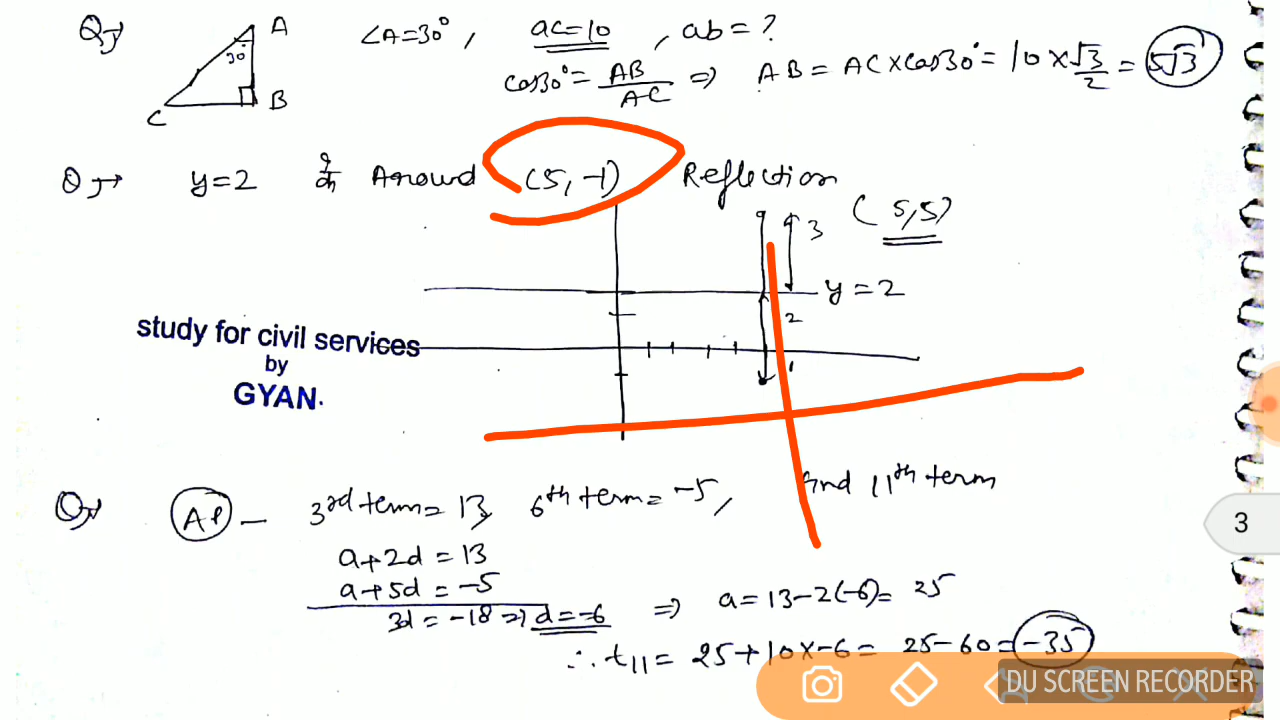 Q→ A 30° B C ∠A=30°, ac=10, ab=?
cos30°= AB/AC ⇒ AB = AC×cos30°= 10×√3/2 = 5√3
Q→ y=2 Around (5,-1) Reflection
(5,5)
3
y=2
2
1
study for civil services
by
GYAN.
Q→ AP – 3rd term=13, 6th term=-5, find 11th term
a+2d=13
a+5d=-5
3d=-18⇒d=-6 ⇒ a=13-2(-6)=25
∴t11=25+10×-6=25-60=-35
3
DU SCREEN RECORDER